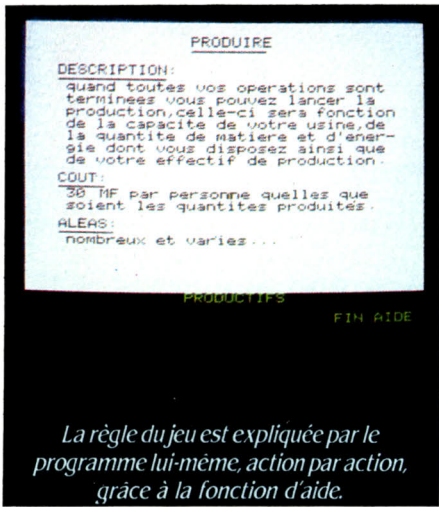 PRODUIRE
DESCRIPTION:
quand toutes vos operations sont
terminees vous pouvez lancer la
production,celle-ci sera fonction
de la capacite de votre usine,de
la quantite de matiere et d'ener-
gie dont vous disposez ainsi que
de votre effectif de production.
COUT:
30 MF par personne quelles que
soient les quantites produites.
ALEAS:
nombreux et varies...
PRODUCTIFS
FIN AIDE
La règle du jeu est expliquée par le
programme lui-même, action par action,
grâce à la fonction d'aide.